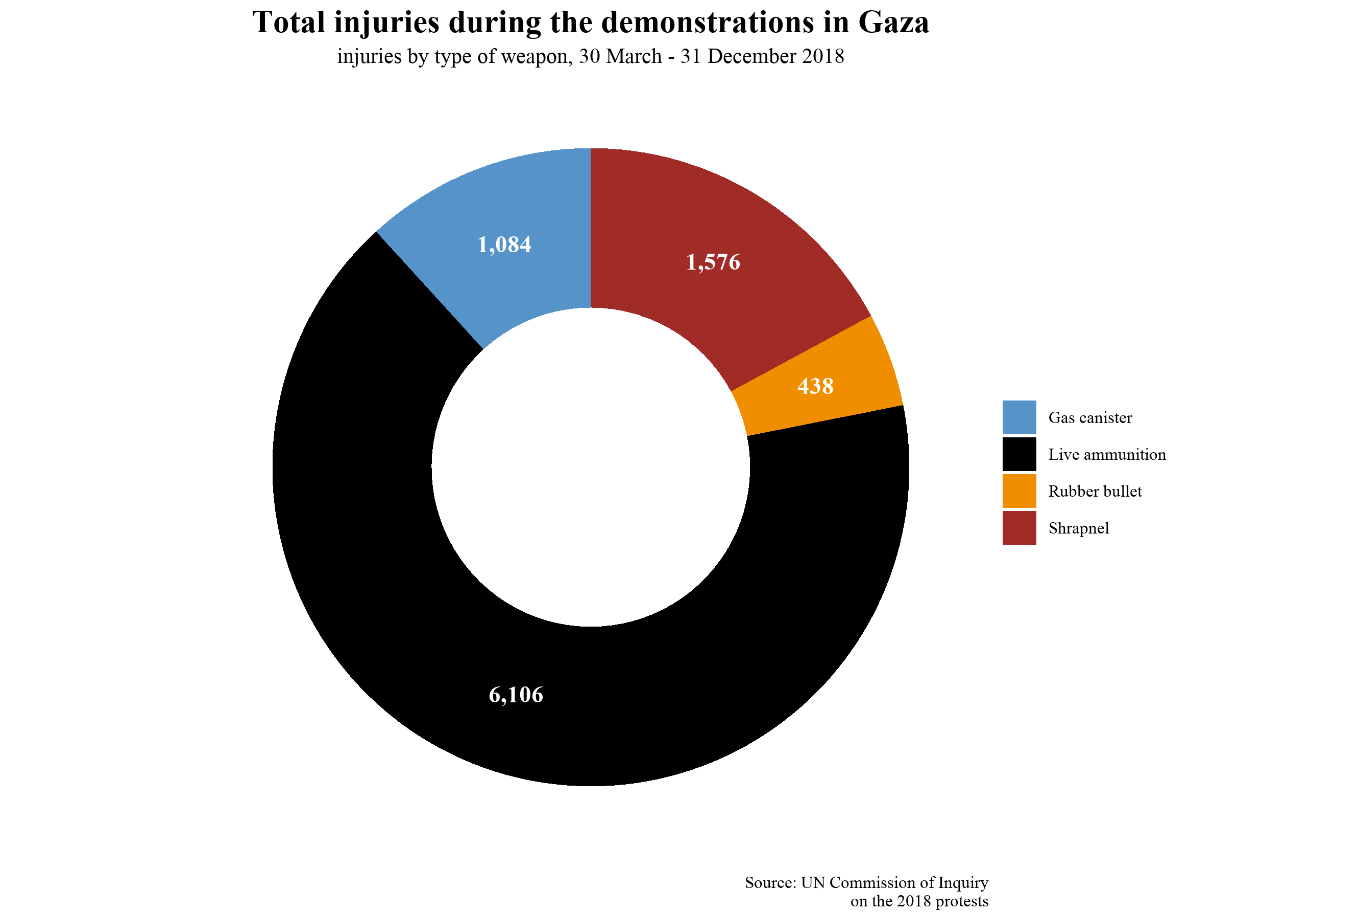 Total injuries during the demonstrations in Gaza
injuries by type of weapon, 30 March - 31 December 2018
1,084
1,576
438
6,106
Gas canister
Live ammunition
Rubber bullet
Shrapnel
Source: UN Commission of Inquiry
on the 2018 protests